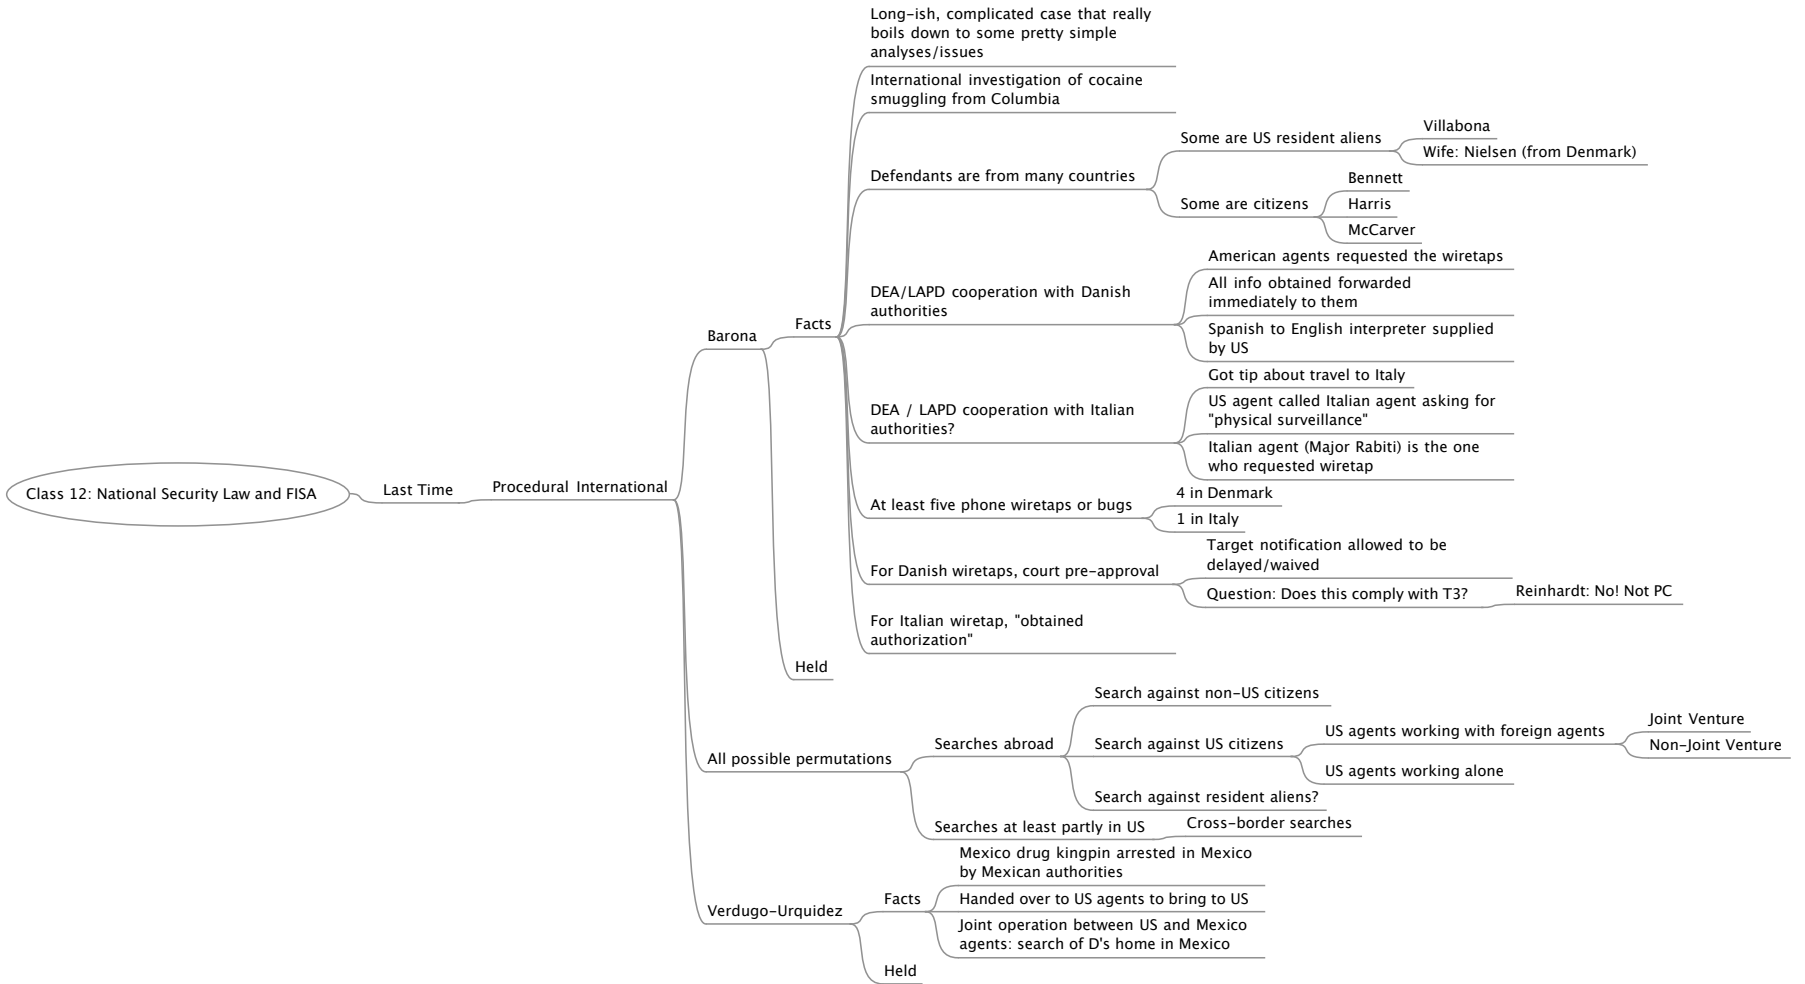 Class 12: National Security Law and FISA
Last Time
Procedural International
Barona
Facts
Long-ish, complicated case that really
boils down to some pretty simple
analyses/issues
International investigation of cocaine
smuggling from Columbia
Defendants are from many countries
Some are US resident aliens
Villabona
Wife: Nielsen (from Denmark)
Some are citizens
Bennett
Harris
McCarver
DEA/LAPD cooperation with Danish
authorities
American agents requested the wiretaps
All info obtained forwarded
immediately to them
Spanish to English interpreter supplied
by US
DEA / LAPD cooperation with Italian
authorities?
Got tip about travel to Italy
US agent called Italian agent asking for
"physical surveillance"
Italian agent (Major Rabiti) is the one
who requested wiretap
At least five phone wiretaps or bugs
4 in Denmark
1 in Italy
For Danish wiretaps, court pre-approval
Target notification allowed to be
delayed/waived
Question: Does this comply with T3?
Reinhardt: No! Not PC
For Italian wiretap, "obtained
authorization"
Held
All possible permutations
Searches abroad
Search against non-US citizens
Search against US citizens
US agents working with foreign agents
Joint Venture
Non-Joint Venture
US agents working alone
Search against resident aliens?
Searches at least partly in US
Cross-border searches
Verdugo-Urquidez
Facts
Mexico drug kingpin arrested in Mexico
by Mexican authorities
Handed over to US agents to bring to US
Joint operation between US and Mexico
agents: search of D's home in Mexico
Held